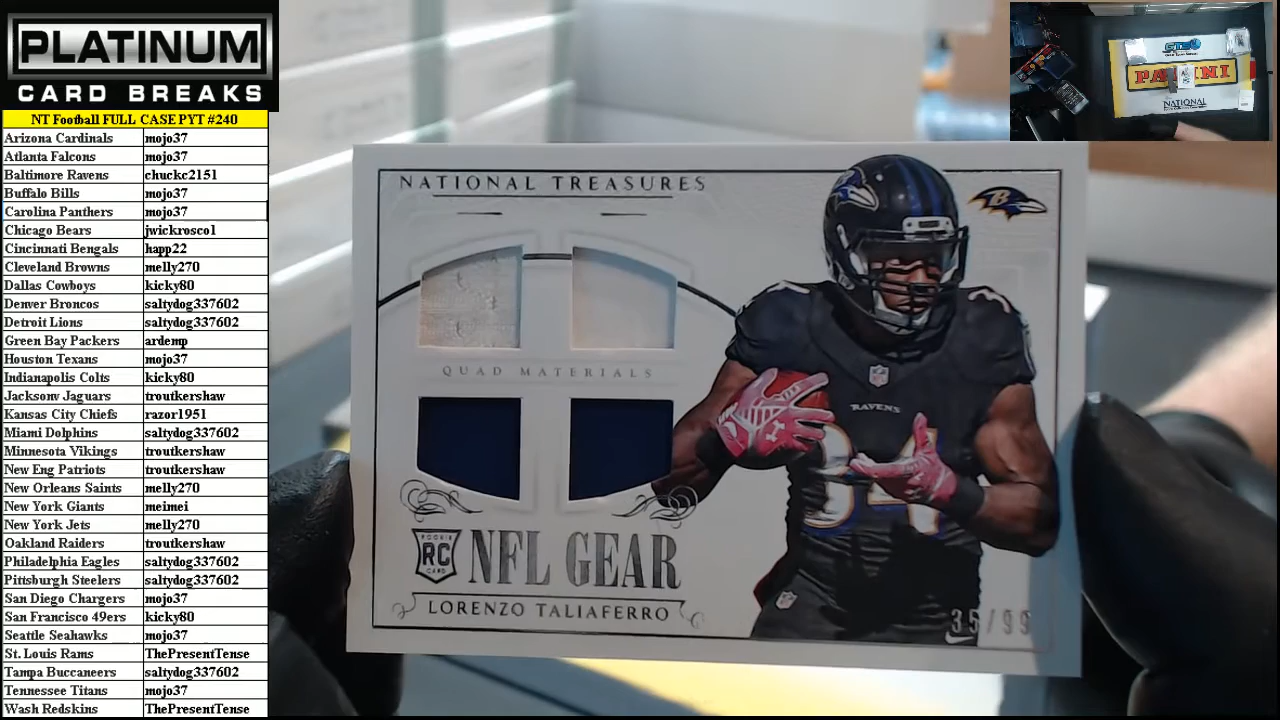 PLATINUM
CARD BREAKS
NT Football FULL CASE PYT #240
Arizona Cardinals mojo37
Atlanta Falcons mojo37
Baltimore Ravens chuckc2151
Buffalo Bills mojo37
Carolina Panthers mojo37
Chicago Bears jwickrosco1
Cincinnati Bengals happ22
Cleveland Browns melly270
Dallas Cowboys kicky80
Denver Broncos saltydog337602
Detroit Lions saltydog337602
Green Bay Packers ardemp
Houston Texans mojo37
Indianapolis Colts kicky80
Jacksonv Jaguars troutkershaw
Kansas City Chiefs razor1951
Miami Dolphins saltydog337602
Minnesota Vikings troutkershaw
New Eng Patriots troutkershaw
New Orleans Saints melly270
New York Giants meimei
New York Jets melly270
Oakland Raiders troutkershaw
Philadelphia Eagles saltydog337602
Pittsburgh Steelers saltydog337602
San Diego Chargers mojo37
San Francisco 49ers kicky80
Seattle Seahawks mojo37
St. Louis Rams ThePresentTense
Tampa Buccaneers saltydog337602
Tennessee Titans mojo37
Wash Redskins ThePresentTense
NATIONAL TREASURES
B
QUAD MATERIALS
RAVENS
34
ROOKIE
RC
CARD
NFL GEAR
LORENZO TALIAFERRO
35/99
PANINI
NATIONAL